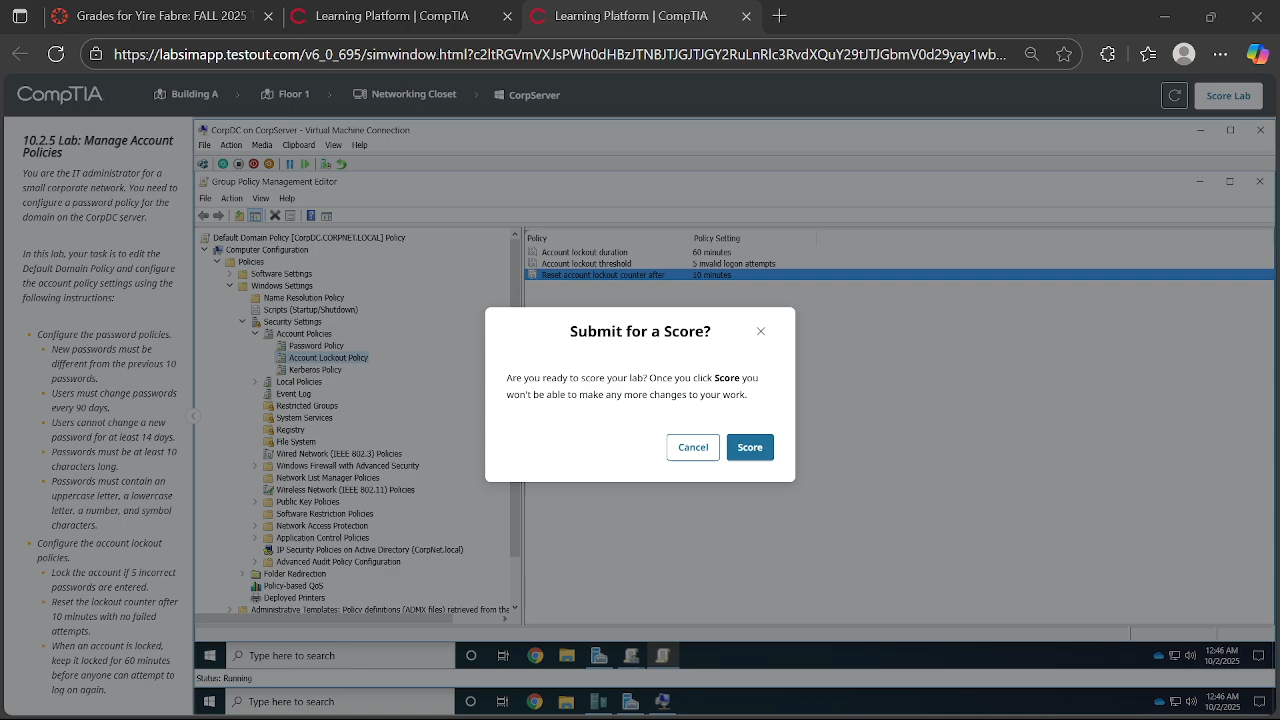 Grades for Yire Fabre: FALL 2025 T
Learning Platform | CompTIA
Learning Platform | CompTIA
https://labsimapp.testout.com/v6_0_695/simwindow.html?
CompTIA
Building A
Floor 1
Networking Closet
CorpServer
Score Lab
10.2.5 Lab: Manage Account
Policies
You are the IT administrator for a
small corporate network. You need to
configure a password policy for the
domain on the CorpDC server.
In this lab, your task is to edit the
Default Domain Policy and configure
the account policy settings using the
following instructions:
Configure the password policies.
New passwords must be
different from the previous 10
passwords.
Users must change passwords
every 90 days.
Users cannot change a new
password for at least 14 days.
Passwords must be at least 10
characters long.
Passwords must contain an
uppercase letter, a lowercase
letter, a number, and symbol
characters.
Configure the account lockout
policies.
Lock the account if 5 incorrect
passwords are entered.
Reset the lockout counter after
10 minutes with no failed
attempts.
When an account is locked,
keep it locked for 60 minutes
before anyone can attempt to
log on again.
CorpDC on CorpServer - Virtual Machine Connection
File Action Media Clipboard View Help
Group Policy Management Editor
File Action View Help
Default Domain Policy [CorpDC.CORPNET.LOCAL] Policy
Computer Configuration
Policies
Software Settings
Windows Settings
Name Resolution Policy
Scripts (Startup/Shutdown)
Security Settings
Account Policies
Password Policy
Account Lockout Policy
Kerberos Policy
Local Policies
Event Log
Restricted Groups
System Services
Registry
File System
Wired Network (IEEE 802.3) Policies
Windows Firewall with Advanced Security
Network List Manager Policies
Wireless Network (IEEE 802.11) Policies
Public Key Policies
Software Restriction Policies
Network Access Protection
Application Control Policies
IP Security Policies on Active Directory (CorpNet.local)
Advanced Audit Policy Configuration
Folder Redirection
Policy-based QoS
Deployed Printers
Administrative Templates: Policy definitions (ADMX files) retrieved from the
Policy Policy Setting
Account lockout duration 60 minutes
Account lockout threshold 5 invalid logon attempts
Reset account lockout counter after 10 minutes
Submit for a Score?
Are you ready to score your lab? Once you click Score you
won't be able to make any more changes to your work.
Cancel
Score
Type here to search
12:46 AM
10/2/2025
Status: Running
Type here to search
12:46 AM
10/2/2025